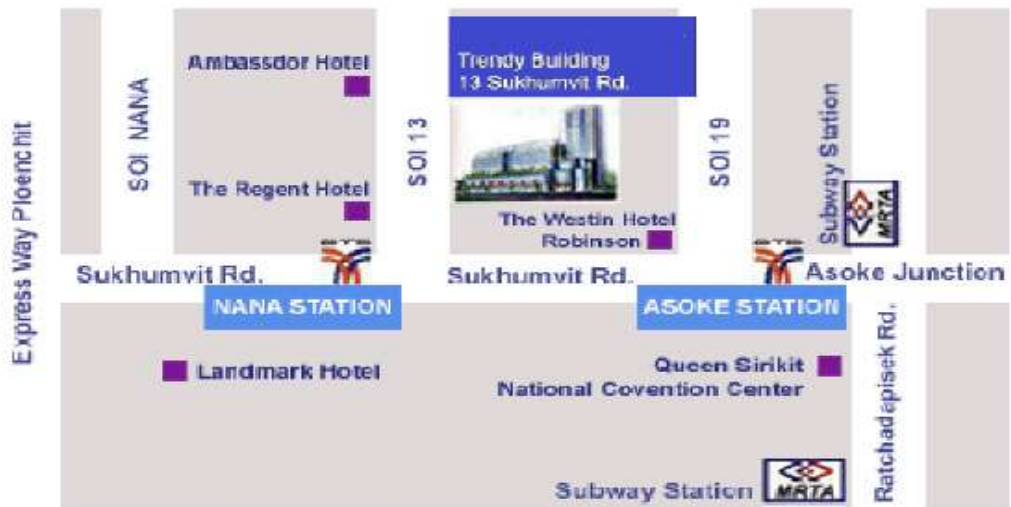 Ambassdor Hotel
Trendy Building
13 Sukhumvit Rd.
SOI NANA
SOI 13
SOI 19
Subway Station
MRTA
Express Way Ploenchit
The Regent Hotel
The Westin Hotel
Robinson
Sukhumvit Rd.
Sukhumvit Rd.
Asoke Junction
NANA STATION
ASOKE STATION
Landmark Hotel
Queen Sirikit
National Covention Center
Ratchadapisek Rd.
Subway Station
MRTA